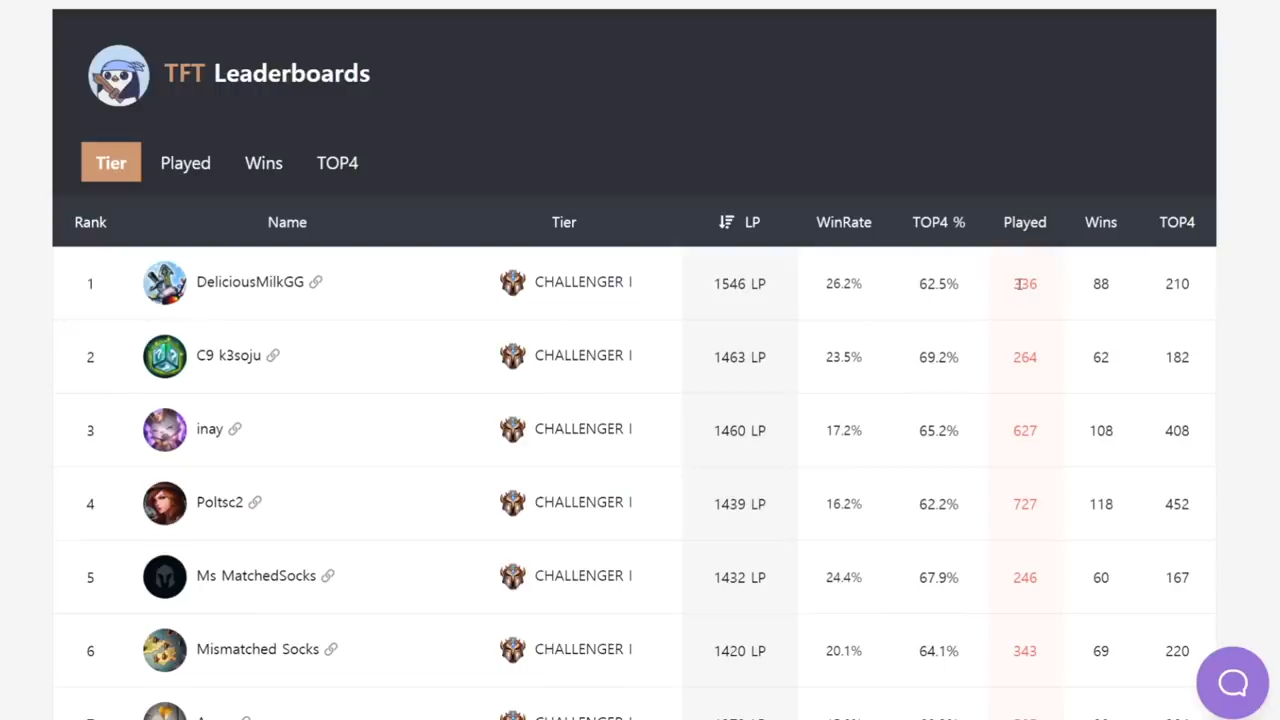 TFT Leaderboards
Tier Played Wins TOP4
Rank Name Tier LP WinRate TOP4 % Played Wins TOP4
1 DeliciousMilkGG CHALLENGER I 1546 LP 26.2% 62.5% 336 88 210
2 C9 k3soju CHALLENGER I 1463 LP 23.5% 69.2% 264 62 182
3 inay CHALLENGER I 1460 LP 17.2% 65.2% 627 108 408
4 Poltsc2 CHALLENGER I 1439 LP 16.2% 62.2% 727 118 452
5 Ms MatchedSocks CHALLENGER I 1432 LP 24.4% 67.9% 246 60 167
6 Mismatched Socks CHALLENGER I 1420 LP 20.1% 64.1% 343 69 220